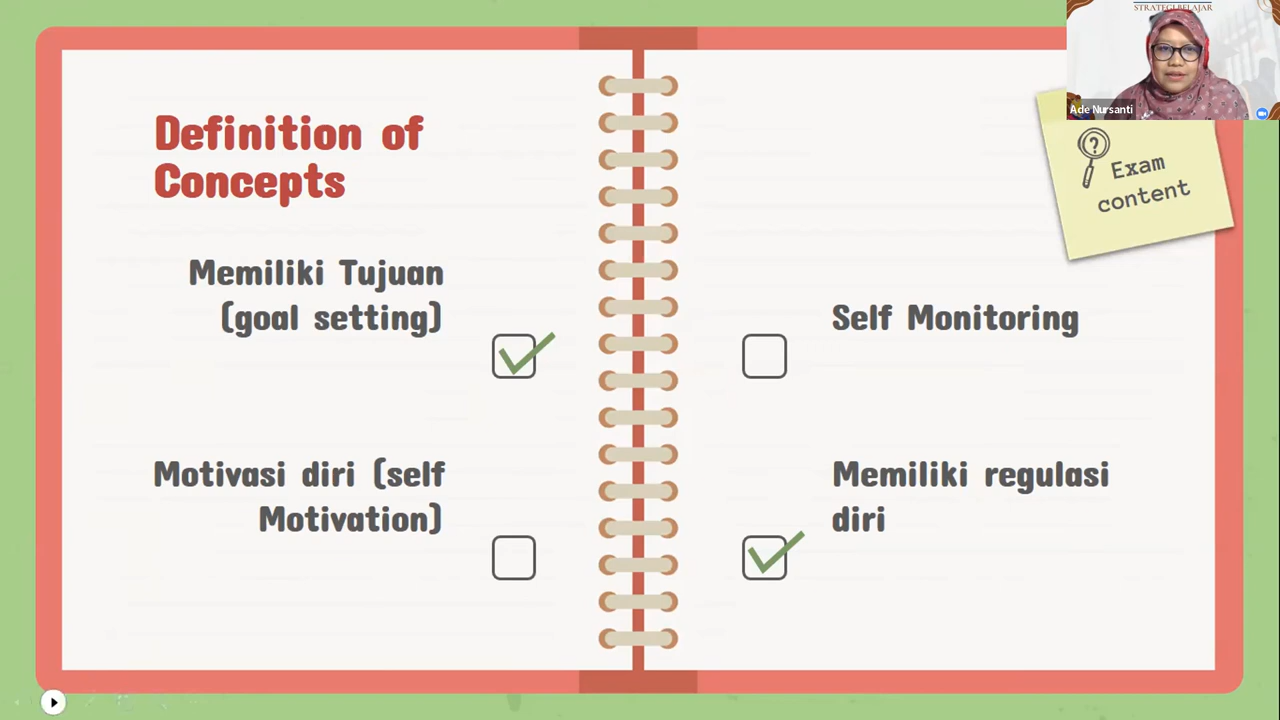 STRATEGI BELAJAR
Ade Nursanti
Definition of
Concepts
Exam
content
Memiliki Tujuan
(goal setting)
Self Monitoring
Motivasi diri (self
Motivation)
Memiliki regulasi
diri